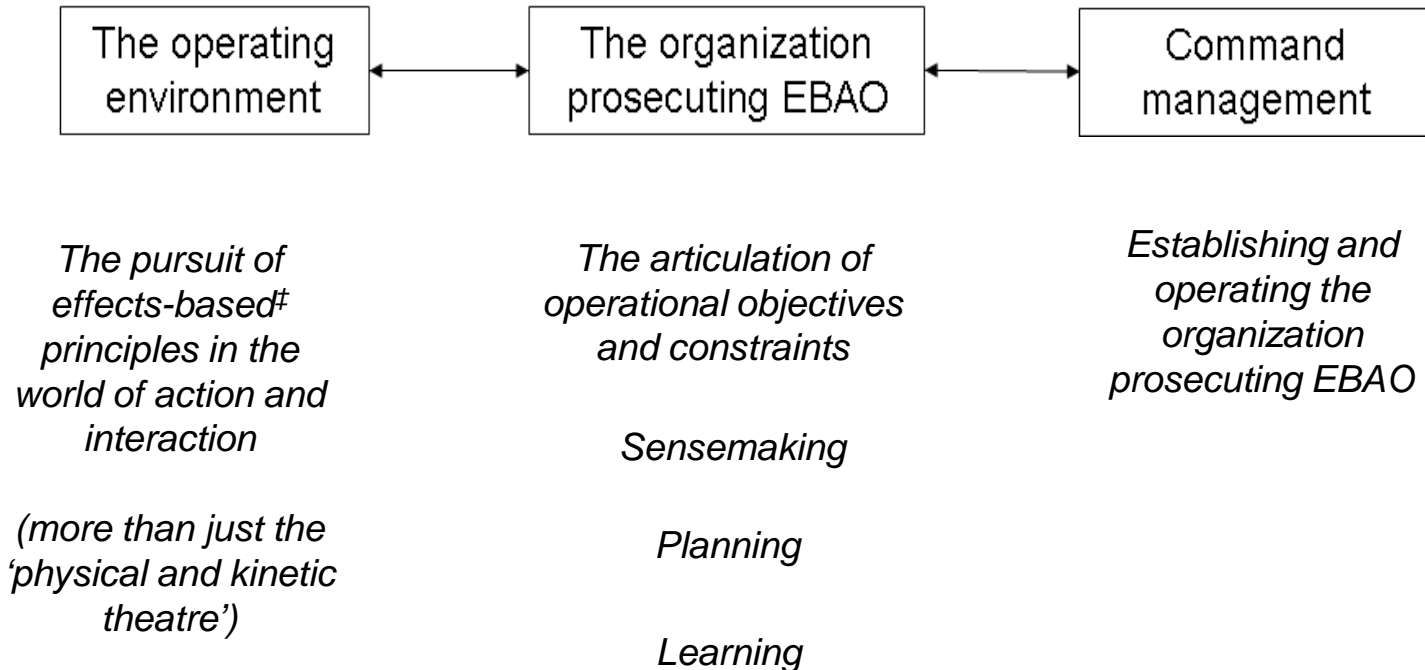 The operating
environment
The organization
prosecuting EBAO
Command
management
The pursuit of
effects-based‡
principles in the
world of action and
interaction
(more than just the
‘physical and kinetic
theatre’)
The articulation of
operational objectives
and constraints
Sensemaking
Planning
Learning
Establishing and
operating the
organization
prosecuting EBAO